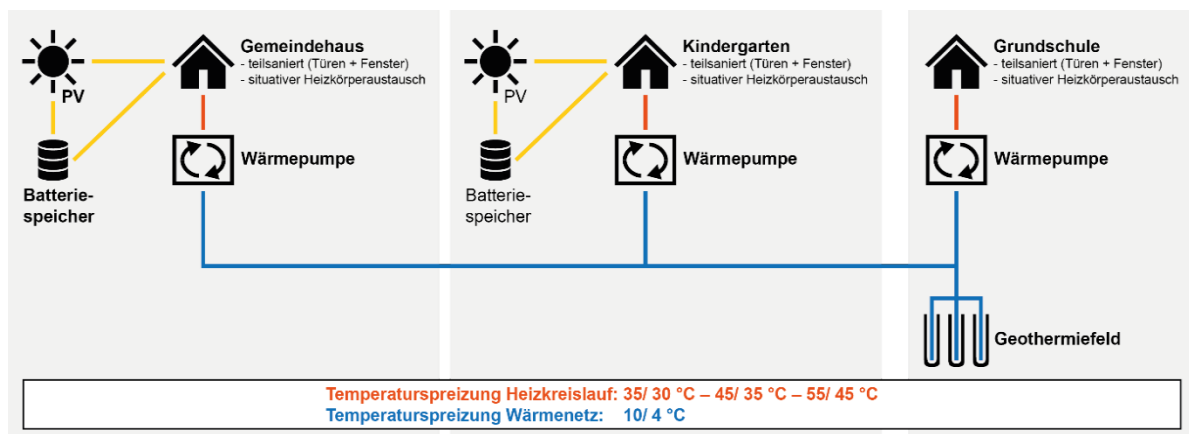 Gemeindehaus
- teilsaniert (Türen + Fenster)
- situativer Heizkörperaustausch
PV
Wärmepumpe
Batterie-
speicher
Kindergarten
- teilsaniert (Türen + Fenster)
- situativer Heizkörperaustausch
PV
Wärmepumpe
Batterie-
speicher
Grundschule
- teilsaniert (Türen + Fenster)
- situativer Heizkörperaustausch
Wärmepumpe
Geothermiefeld
Temperaturspreizung Heizkreislauf: 35/ 30 °C – 45/ 35 °C – 55/ 45 °C
Temperaturspreizung Wärmenetz: 10/ 4 °C